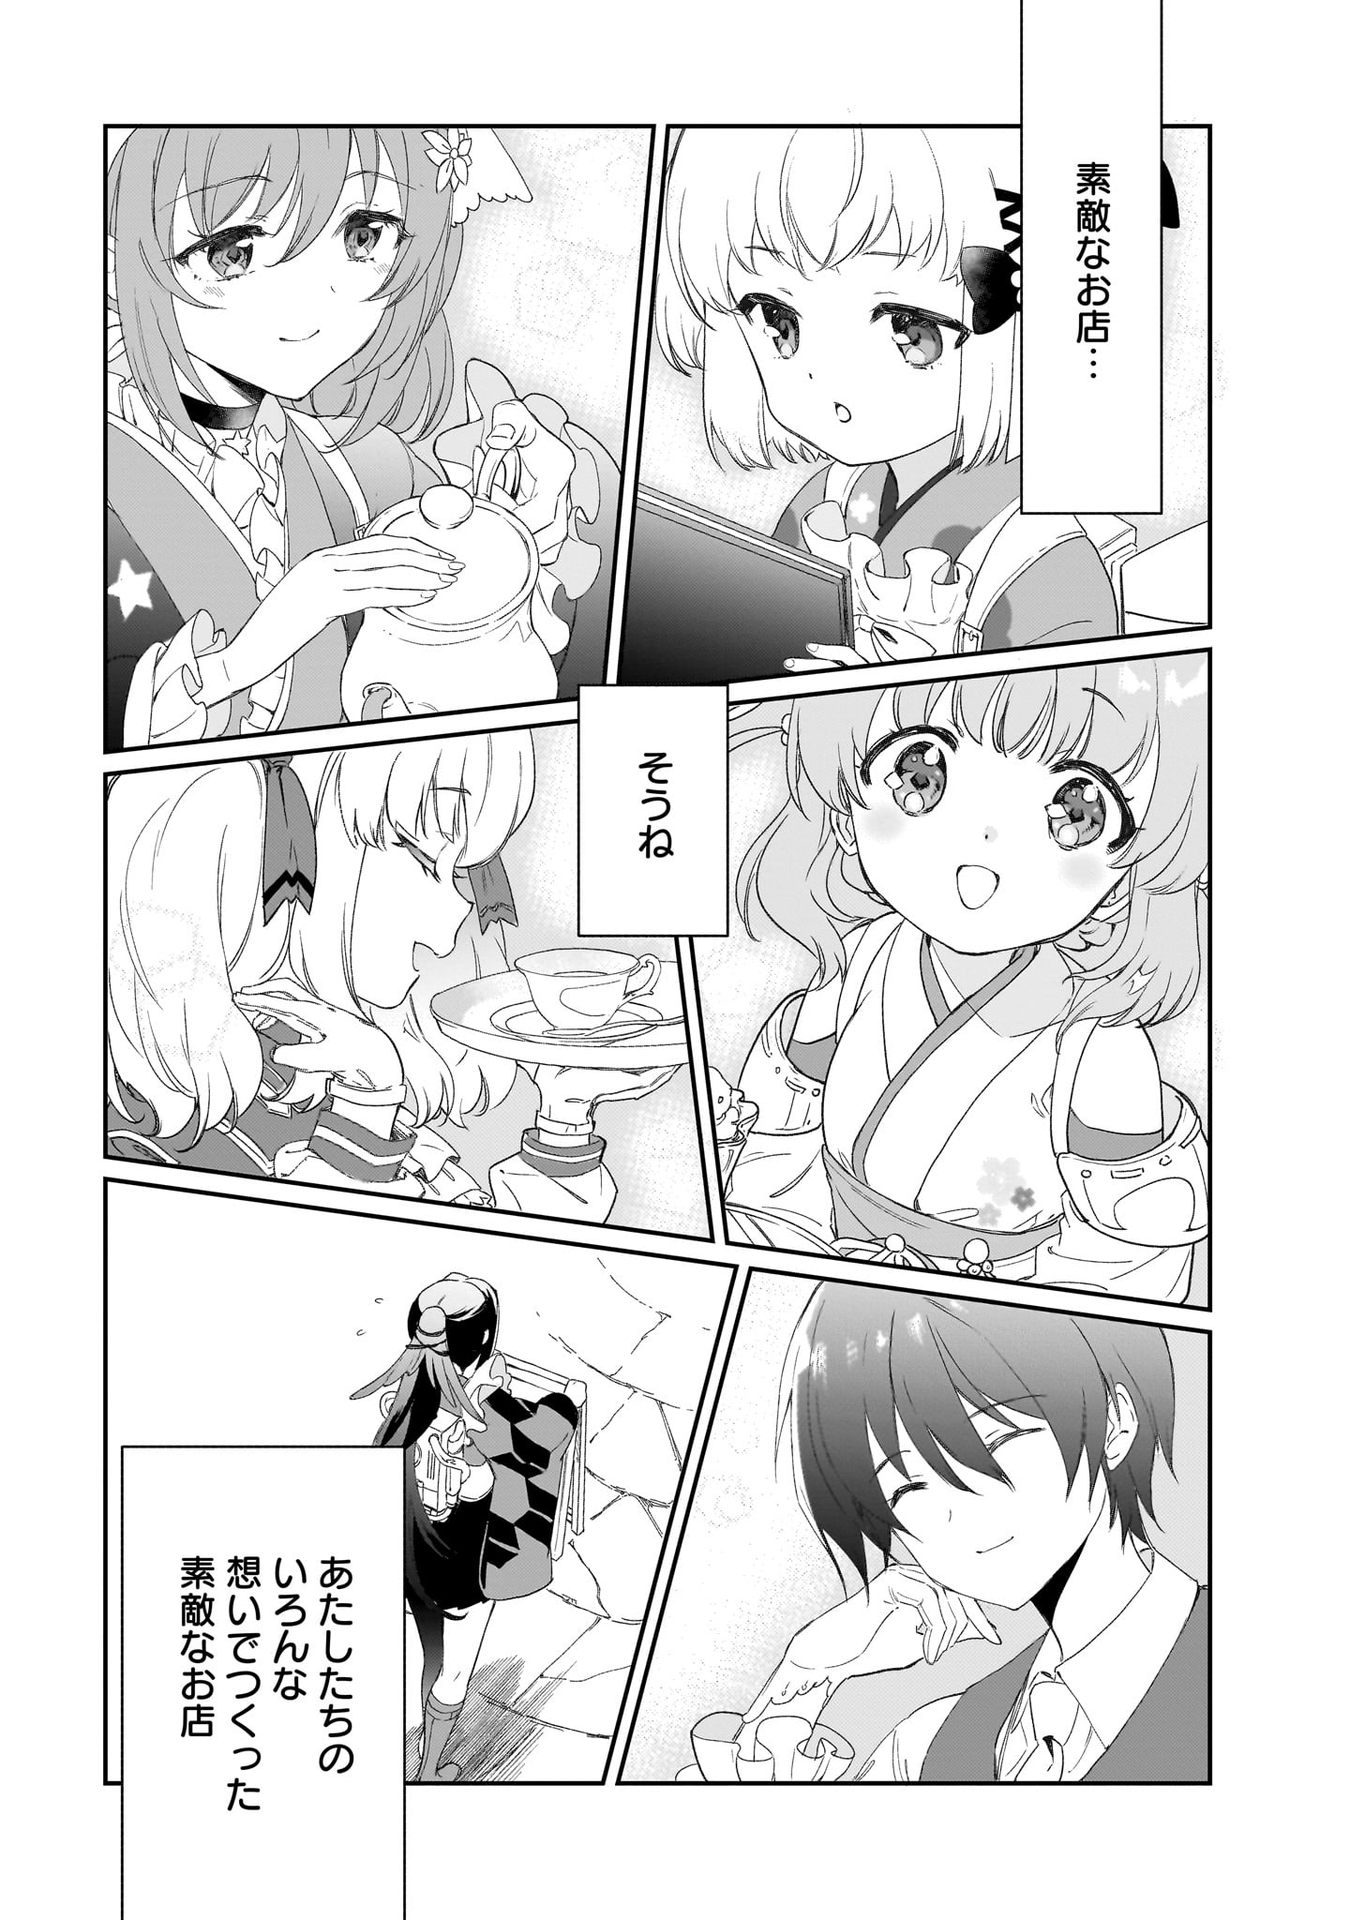 素敵なお店…
そうね
あたしたちの
いろんな
想いでつくった
素敵なお店